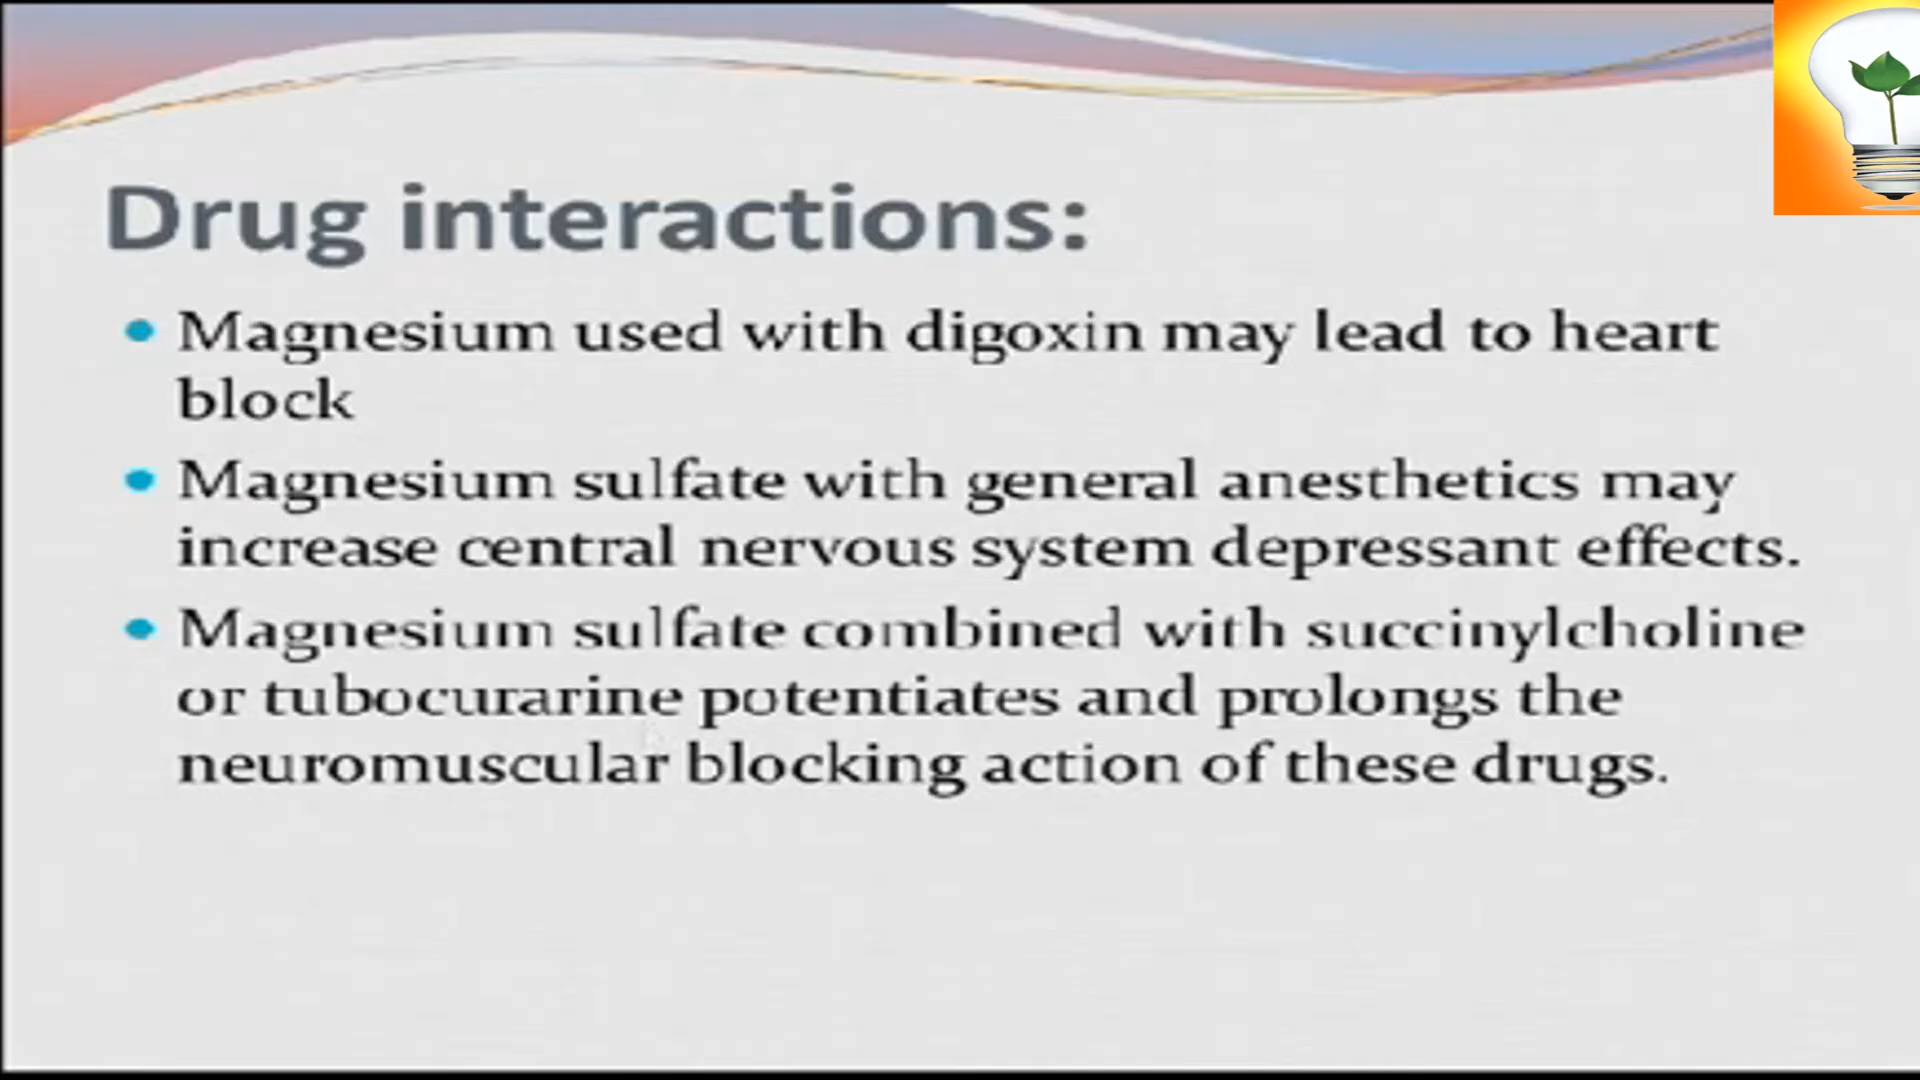 Drug interactions:
• Magnesium used with digoxin may lead to heart
block
• Magnesium sulfate with general anesthetics may
increase central nervous system depressant effects.
• Magnesium sulfate combined with succinylcholine
or tubocurarine potentiates and prolongs the
neuromuscular blocking action of these drugs.